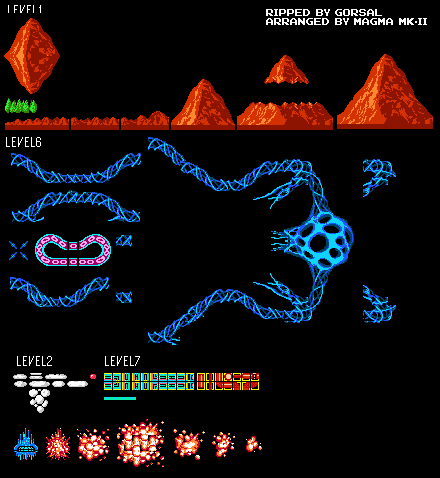 LEVEL1
RIPPED BY GORSAL
ARRANGED BY MAGMA MK-II
LEVEL6
LEVEL2
LEVEL7